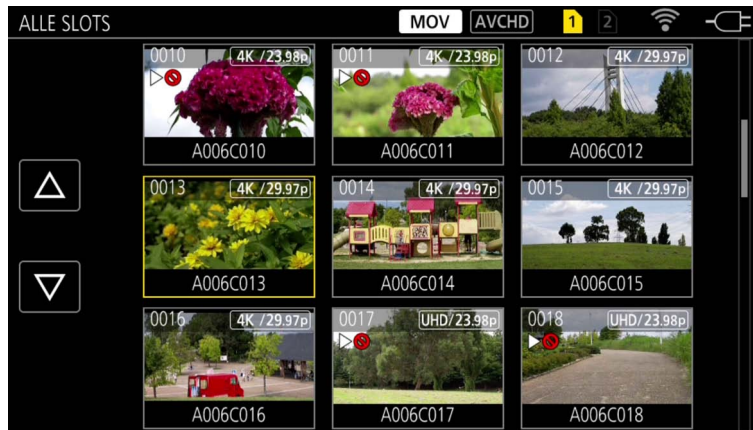 ALLE SLOTS MOV AVCHD 1 2
0010 4K /23.98p 0011 4K /23.98p 0012 4K /29.97p
A006C010 A006C011 A006C012
0013 4K /29.97p 0014 4K /29.97p 0015 4K /29.97p
A006C013 A006C014 A006C015
0016 4K /29.97p 0017 UHD/23.98p 0018 UHD/23.98p
A006C016 A006C017 A006C018